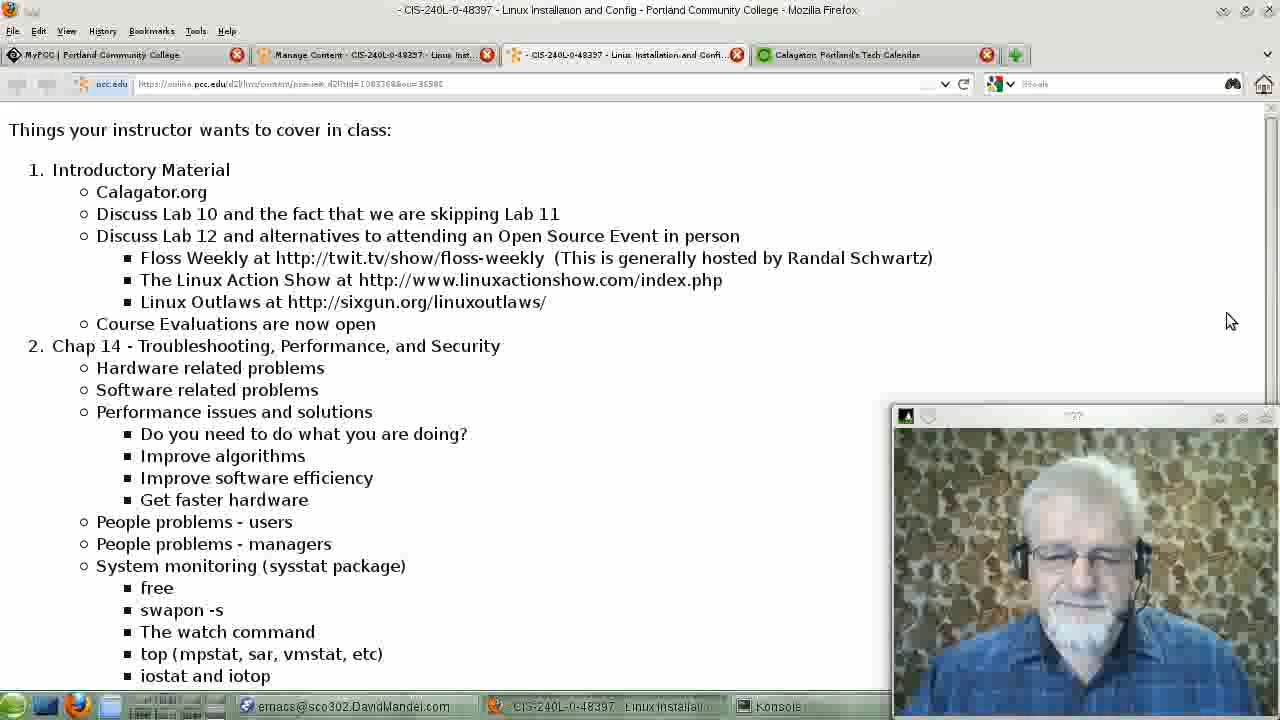 - CIS-240L-0-48397 - Linux Installation and Config - Portland Community College - Mozilla Firefox
File Edit View History Bookmarks Tools Help
MyPCC | Portland Community College
Manage Content - CIS-240L-0-48397 - Linux Inst...
- CIS-240L-0-48397 - Linux Installation and Confi...
Calagator: Portland's Tech Calendar
pcc.edu
Things your instructor wants to cover in class:
1. Introductory Material
Calagator.org
Discuss Lab 10 and the fact that we are skipping Lab 11
Discuss Lab 12 and alternatives to attending an Open Source Event in person
Floss Weekly at http://twit.tv/show/floss-weekly (This is generally hosted by Randal Schwartz)
The Linux Action Show at http://www.linuxactionshow.com/index.php
Linux Outlaws at http://sixgun.org/linuxoutlaws/
Course Evaluations are now open
2. Chap 14 - Troubleshooting, Performance, and Security
Hardware related problems
Software related problems
Performance issues and solutions
Do you need to do what you are doing?
Improve algorithms
Improve software efficiency
Get faster hardware
People problems - users
People problems - managers
System monitoring (sysstat package)
free
swapon -s
The watch command
top (mpstat, sar, vmstat, etc)
iostat and iotop
emacs@sco302.DavidMandel.com
- CIS-240L-0-48397 - Linux Installa...
Konsole